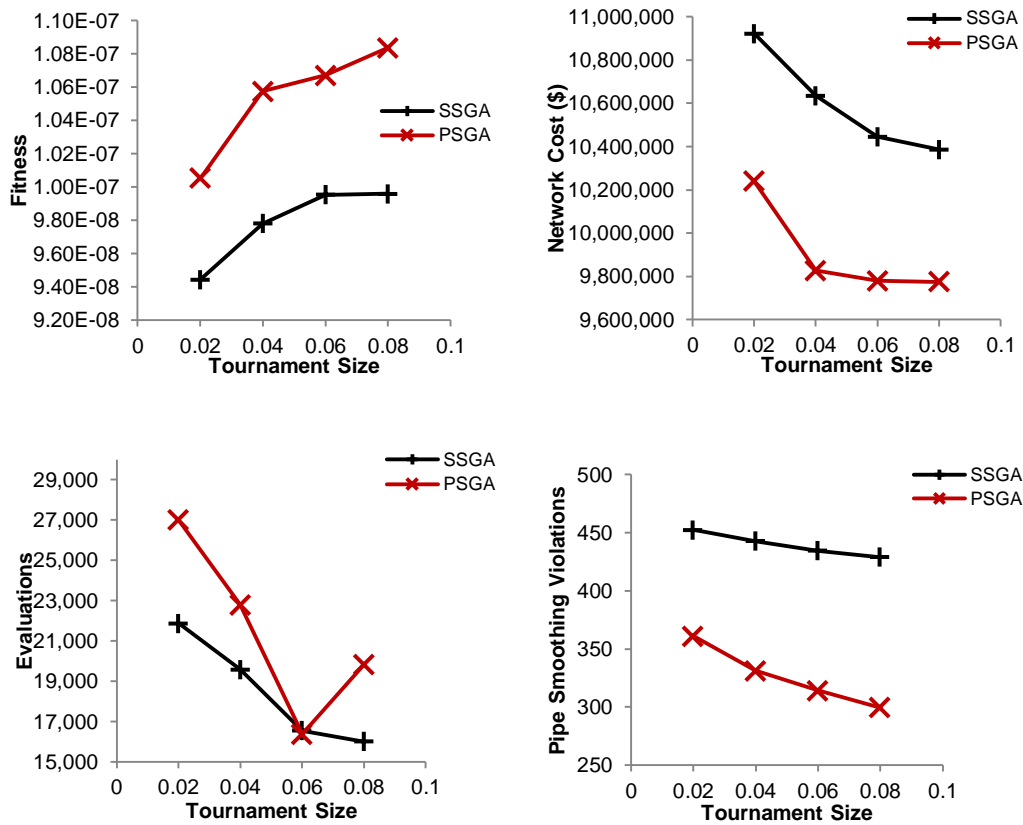 1.10E-07
1.08E-07
1.06E-07
1.04E-07
1.02E-07
1.00E-07
9.80E-08
9.60E-08
9.40E-08
9.20E-08
Fitness
0 0.02 0.04 0.06 0.08 0.1
Tournament Size
SSGA
PSGA
11,000,000
10,800,000
10,600,000
10,400,000
10,200,000
10,000,000
9,800,000
9,600,000
Network Cost ($)
0 0.02 0.04 0.06 0.08 0.1
Tournament Size
SSGA
PSGA
29,000
27,000
25,000
23,000
21,000
19,000
17,000
15,000
Evaluations
0 0.02 0.04 0.06 0.08 0.1
Tournament Size
SSGA
PSGA
500
450
400
350
300
250
Pipe Smoothing Violations
0 0.02 0.04 0.06 0.08 0.1
Tournament Size
SSGA
PSGA